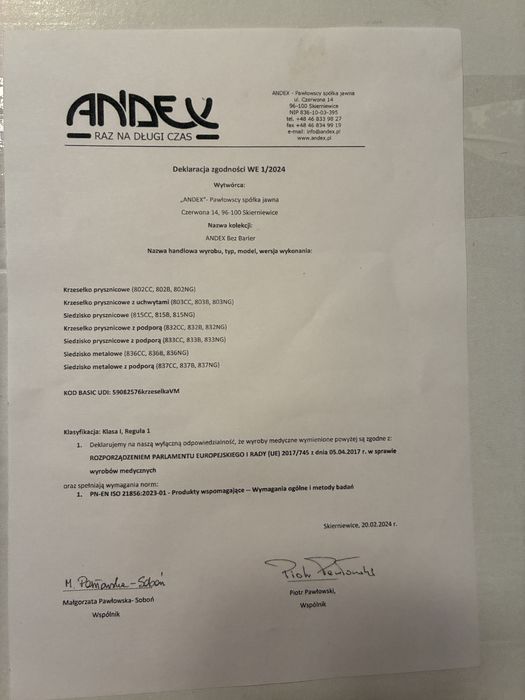 ANDEX
RAZ NA DŁUGI CZAS
ANDEX - Pawłowscy spółka jawna
ul. Czerwona 14
96-100 Skierniewice
NIP 836-10-03-395
tel. +48 46 833 98 27
fax +48 46 834 99 19
e-mail: info@andex.pl
www.andex.pl
Deklaracja zgodności WE 1/2024
Wytwórca:
„ANDEX"- Pawłowscy spółka jawna
Czerwona 14, 96-100 Skierniewice
Nazwa kolekcji:
ANDEX Bez Barier
Nazwa handlowa wyrobu, typ, model, wersja wykonania:
Krzesełko prysznicowe (802CC, 802B, 802NG)
Krzesełko prysznicowe z uchwytami (803CC, 803B, 803NG)
Siedzisko prysznicowe (815CC, 815B, 815NG)
Krzesełko prysznicowe z podporą (832CC, 832B, 832NG)
Siedzisko prysznicowe z podporą (833CC, 833B, 833NG)
Siedzisko metalowe (836CC, 836B, 836NG)
Siedzisko metalowe z podporą (837CC, 837B, 837NG)
KOD BASIC UDI: 59082576krzeselkaVM
Klasyfikacja: Klasa I, Reguła 1
1. Deklarujemy na naszą wyłączną odpowiedzialność, że wyroby medyczne wymienione powyżej są zgodne z:
ROZPORZĄDZENIEM PARLAMENTU EUROPEJSKIEGO I RADY (UE) 2017/745 z dnia 05.04.2017 r. w sprawie
wyrobów medycznych
oraz spełniają wymagania norm:
1. PN-EN ISO 21856:2023-01 - Produkty wspomagające – Wymagania ogólne i metody badań
Skierniewice, 20.02.2024 r.
M. Pawłowska-Soboń
Piotr Pawłowski
Małgorzata Pawłowska- Soboń
Wspólnik
Piotr Pawłowski,
Wspólnik